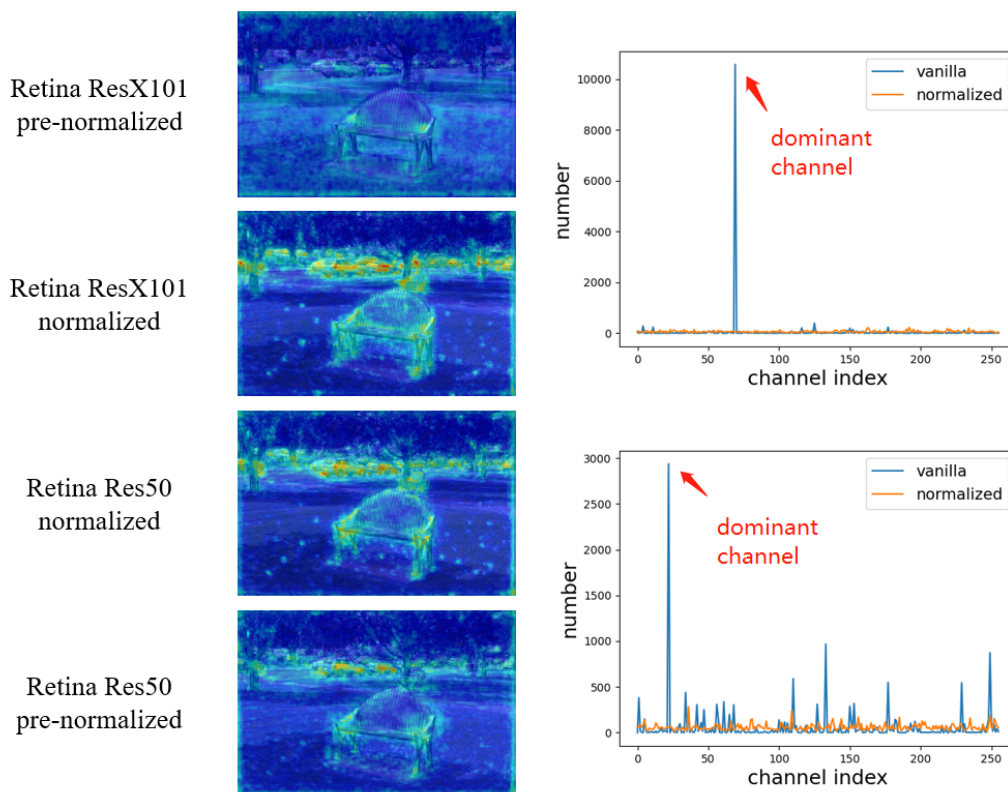 Retina ResX101
pre-normalized
Retina ResX101
normalized
Retina Res50
normalized
Retina Res50
pre-normalized
10000
8000
6000
4000
2000
0
number
vanilla
normalized
dominant
channel
0 50 100 150 200 250
channel index
3000
2500
2000
1500
1000
500
0
number
vanilla
normalized
dominant
channel
0 50 100 150 200 250
channel index